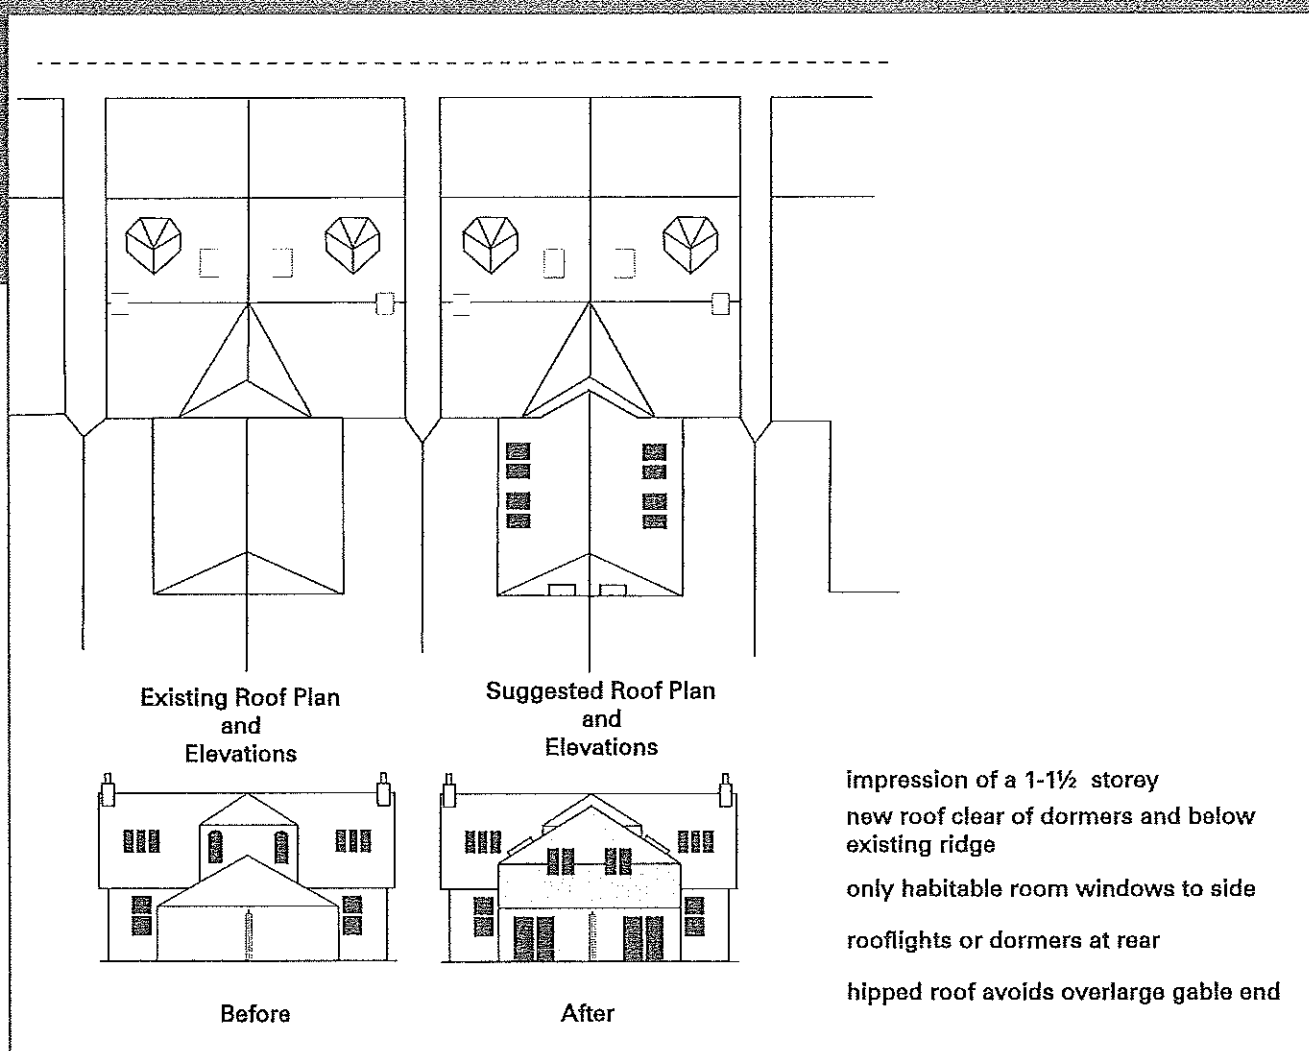 Existing Roof Plan
and
Elevations
Suggested Roof Plan
and
Elevations
Before
After
impression of a 1-1½ storey
new roof clear of dormers and below
existing ridge
only habitable room windows to side
rooflights or dormers at rear
hipped roof avoids overlarge gable end